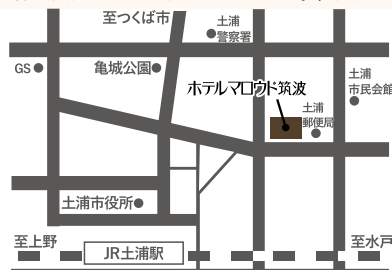 至つくば市
土浦
警察署
GS
亀城公園
ホテルマロウド筑波
土浦
市民会館
土浦
郵便局
土浦市役所
至上野
JR土浦駅
至水戸